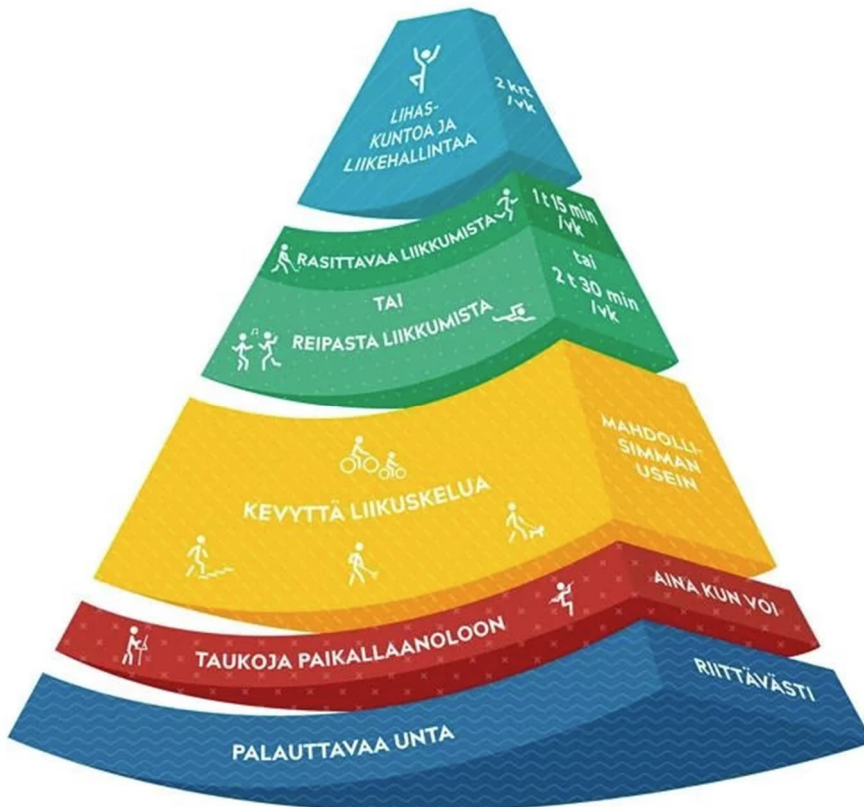 LIHAS-
KUNTOA JA
LIIKEHALLINTAA
2 krt
/vk
RASITTAVAA LIIKKUMISTA
1 t 15 min
/vk
TAI
REIPASTA LIIKKUMISTA
tai
2 t 30 min
/vk
KEVYTTÄ LIIKUSKELUA
MAHDOLLI-
SIMMAN
USEIN
TAUKOJA PAIKALLAANOLOON
AINA KUN VOI
PALAUTTAVAA UNTA
RIITTÄVÄSTI